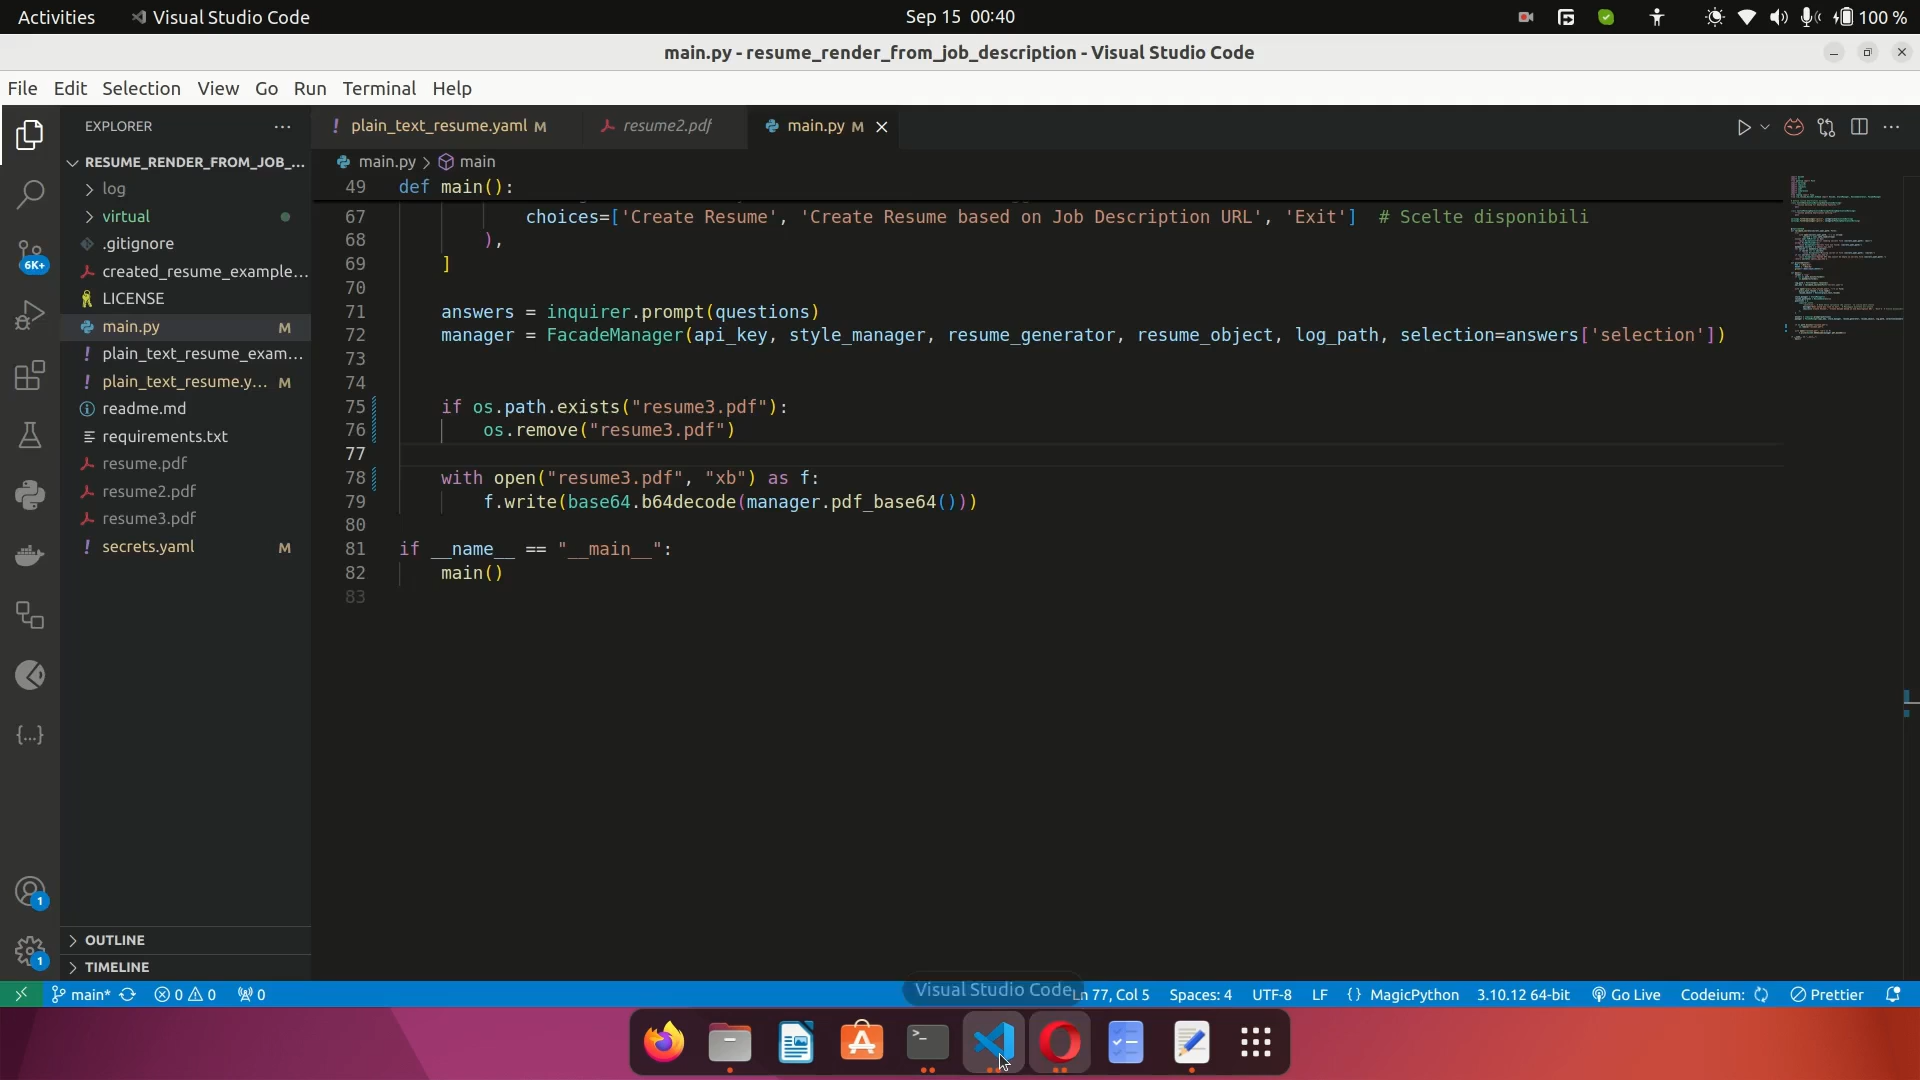 Activities Visual Studio Code Sep 15 00:40 100 %
main.py - resume_render_from_job_description - Visual Studio Code
File Edit Selection View Go Run Terminal Help
EXPLORER
plain_text_resume.yaml M resume2.pdf main.py M
RESUME_RENDER_FROM_JOB_...
log
virtual
.gitignore
created_resume_example...
LICENSE
main.py M
plain_text_resume_exam...
plain_text_resume.y... M
readme.md
requirements.txt
resume.pdf
resume2.pdf
resume3.pdf
secrets.yaml M
OUTLINE
TIMELINE
6K+
1
1
main.py > main
49 def main():
67 choices=['Create Resume', 'Create Resume based on Job Description URL', 'Exit'] # Scelte disponibili
68 ),
69 ]
70
71 answers = inquirer.prompt(questions)
72 manager = FacadeManager(api_key, style_manager, resume_generator, resume_object, log_path, selection=answers['selection'])
73
74
75 if os.path.exists("resume3.pdf"):
76 os.remove("resume3.pdf")
77
78 with open("resume3.pdf", "xb") as f:
79 f.write(base64.b64decode(manager.pdf_base64()))
80
81 if __name__ == "__main__":
82 main()
83
main* 0 0 0 Ln 77, Col 5 Spaces: 4 UTF-8 LF {} MagicPython 3.10.12 64-bit Go Live Codeium: Prettier
Visual Studio Code